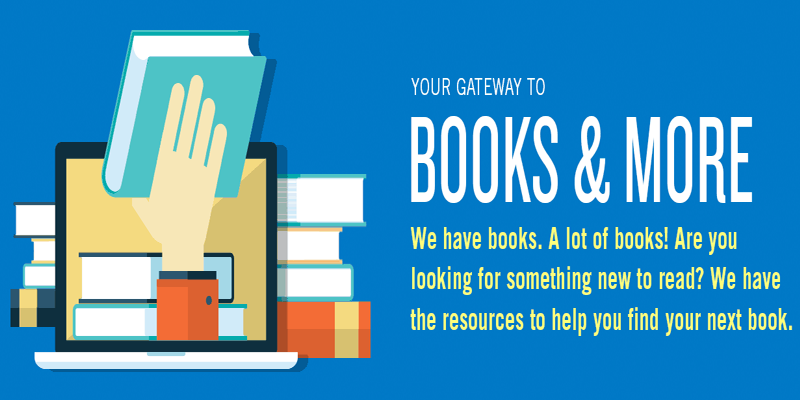 YOUR GATEWAY TO
BOOKS & MORE
We have books. A lot of books! Are you
looking for something new to read? We have
the resources to help you find your next book.